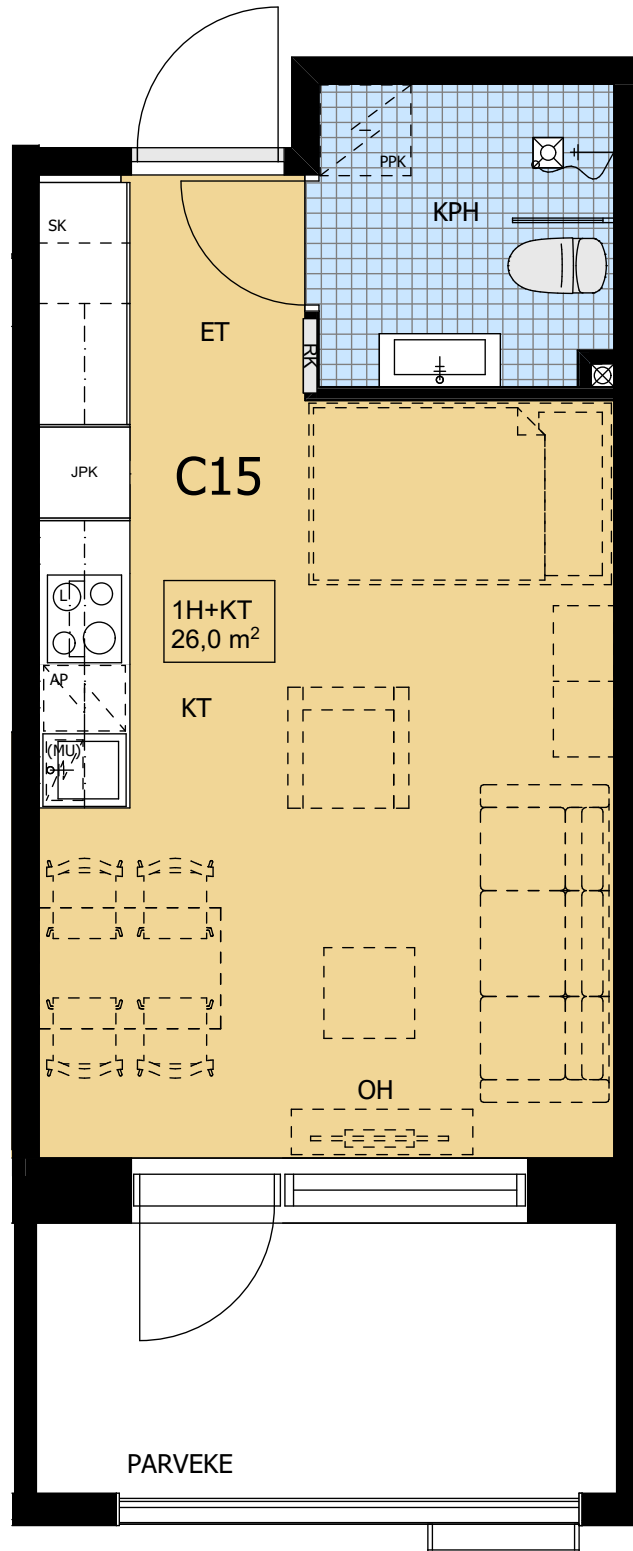 PPK
KPH
SK
ET
RK
JPK
C15
L
1H+KT
26,0 m²
AP
KT
(MU)
OH
PARVEKE